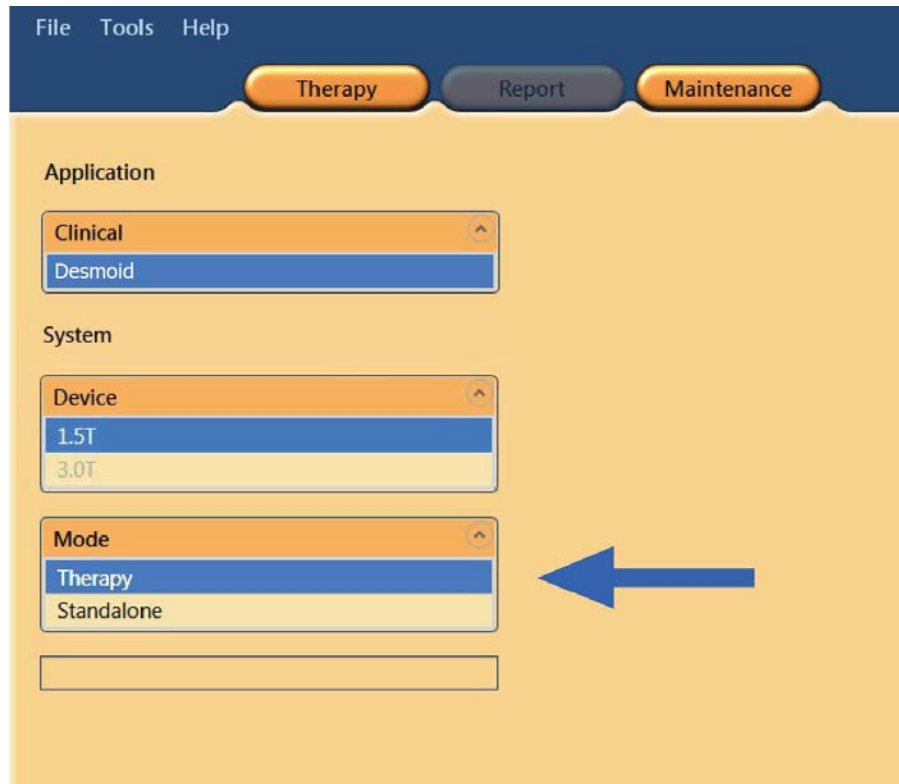 File Tools Help
Therapy Report Maintenance
Application
Clinical
Desmoid
System
Device
1.5T
3.0T
Mode
Therapy
Standalone